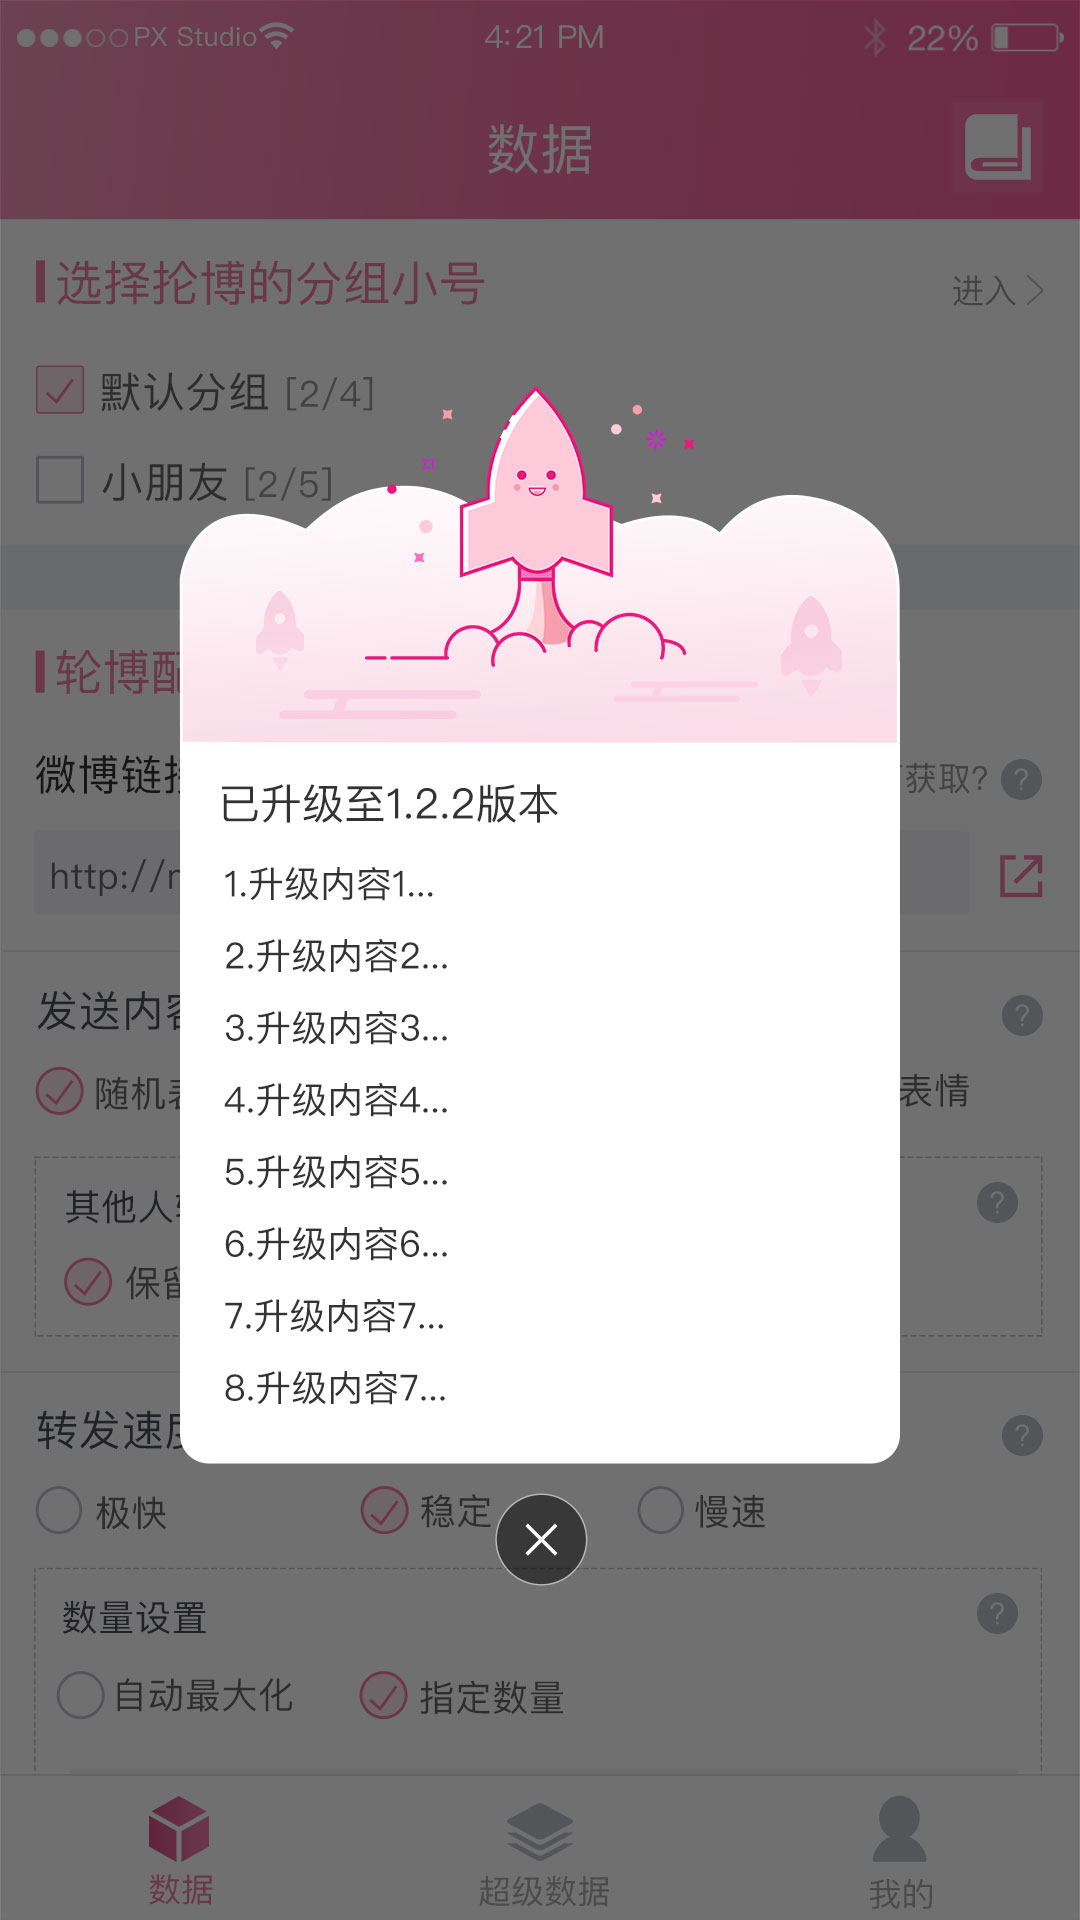 PX Studio 4:21 PM 22%
数据
选择抡博的分组小号
进入
默认分组 [2/4]
小朋友 [2/5]
轮博配
微博链接
获取? ?
http://m
已升级至1.2.2版本
1.升级内容1...
2.升级内容2...
3.升级内容3...
4.升级内容4...
5.升级内容5...
6.升级内容6...
7.升级内容7...
8.升级内容7...
发送内容
?
随机表
表情
其他人转
?
保留
转发速度
?
极快 稳定 慢速
数量设置
?
自动最大化 指定数量
数据 超级数据 我的